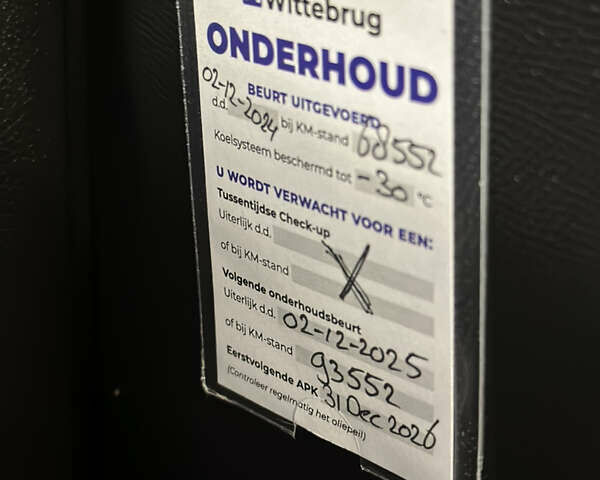 Wittebrug
ONDERHOUD
BEURT UITGEVOERD
d.d. 02-12-2024 bij KM-stand 68552
Koelsysteem beschermd tot -30 °C
U WORDT VERWACHT VOOR EEN:
Tussentijdse Check-up
Uiterlijk d.d.
of bij KM-stand X
Volgende onderhoudsbeurt
Uiterlijk d.d. 02-12-2025
of bij KM-stand 93552
Eerstvolgende APK 31 Dec 2026
(Controleer regelmatig het oliepeil)